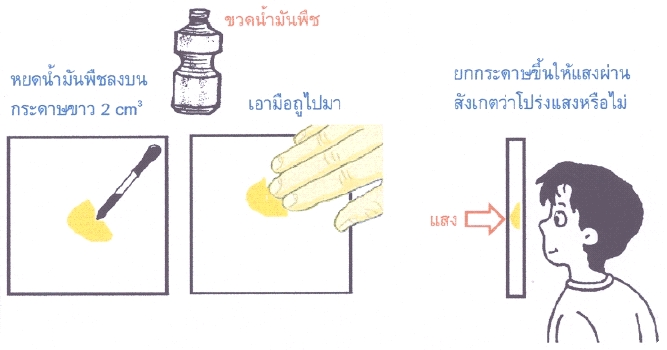 ขวดน้ำมันพืช
หยดน้ำมันพืชลงบน
กระดาษขาว 2 cm³
เอามือถูไปมา
ยกกระดาษขึ้นให้แสงผ่าน
สังเกตว่าโปร่งแสงหรือไม่
แสง